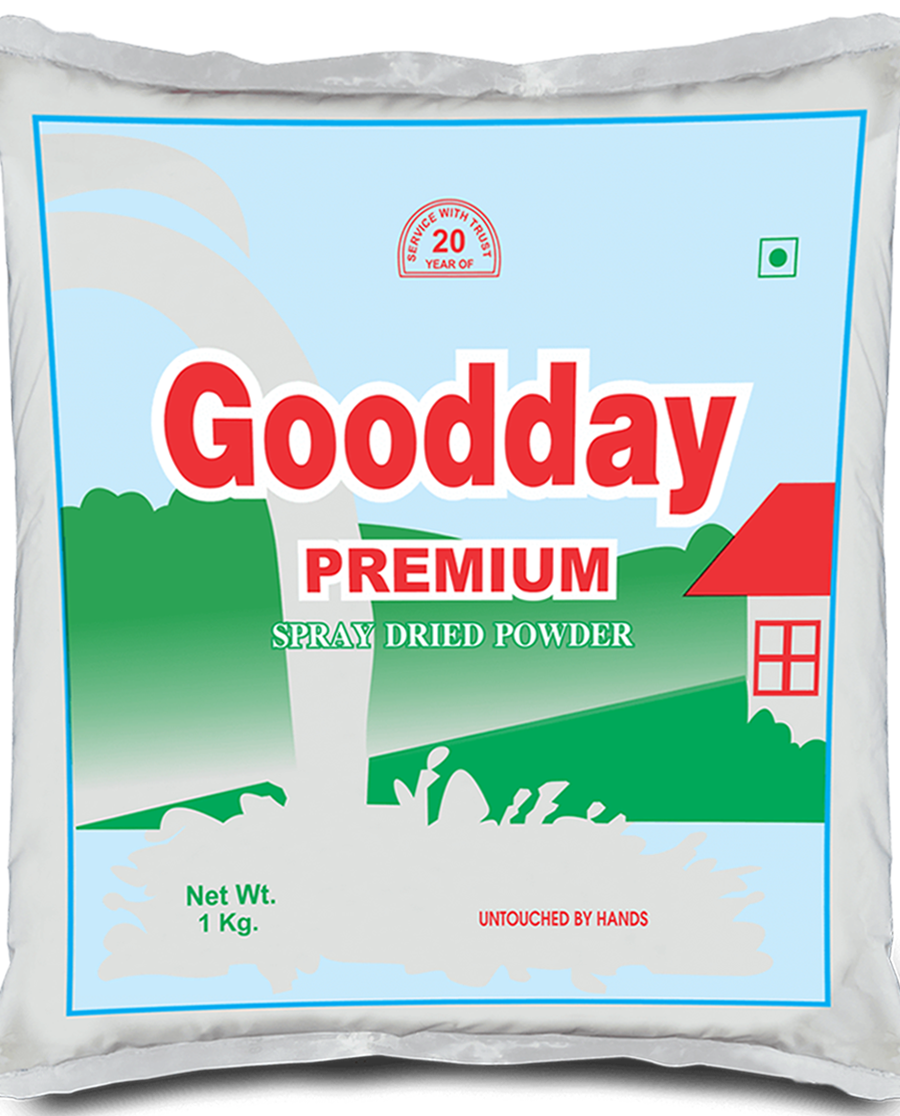 SERVICE WITH TRUST
20
YEAR OF
Goodday
PREMIUM
SPRAY DRIED POWDER
Net Wt.
1 Kg.
UNTOUCHED BY HANDS